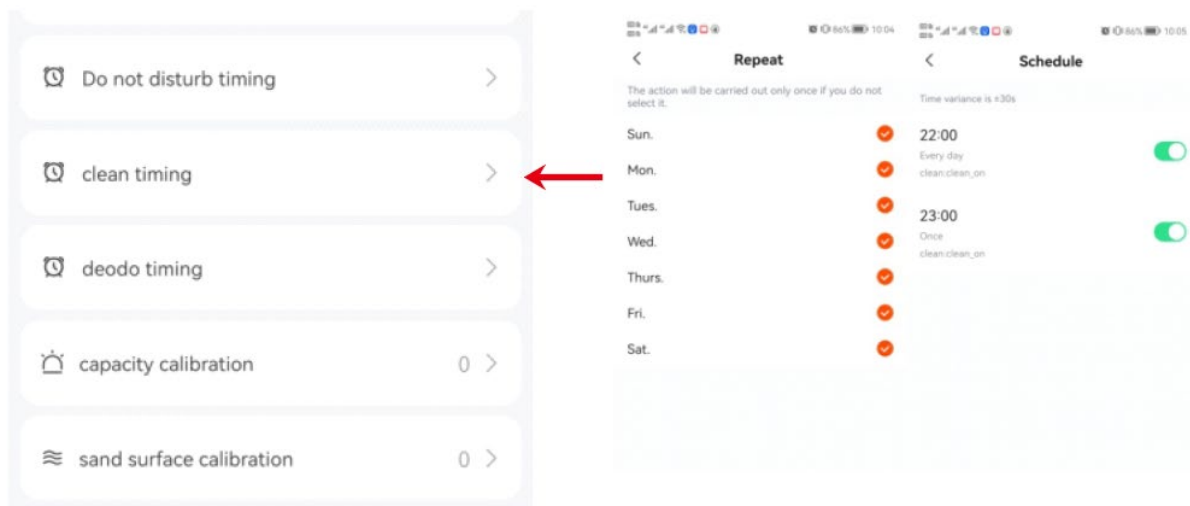 Do not disturb timing
clean timing
deodo timing
capacity calibration 0
sand surface calibration 0
86% 10:04
Repeat
The action will be carried out only once if you do not
select it.
Sun.
Mon.
Tues.
Wed.
Thurs.
Fri.
Sat.
86% 10:05
Schedule
Time variance is ±30s
22:00
Every day
clean:clean_on
23:00
Once
clean:clean_on